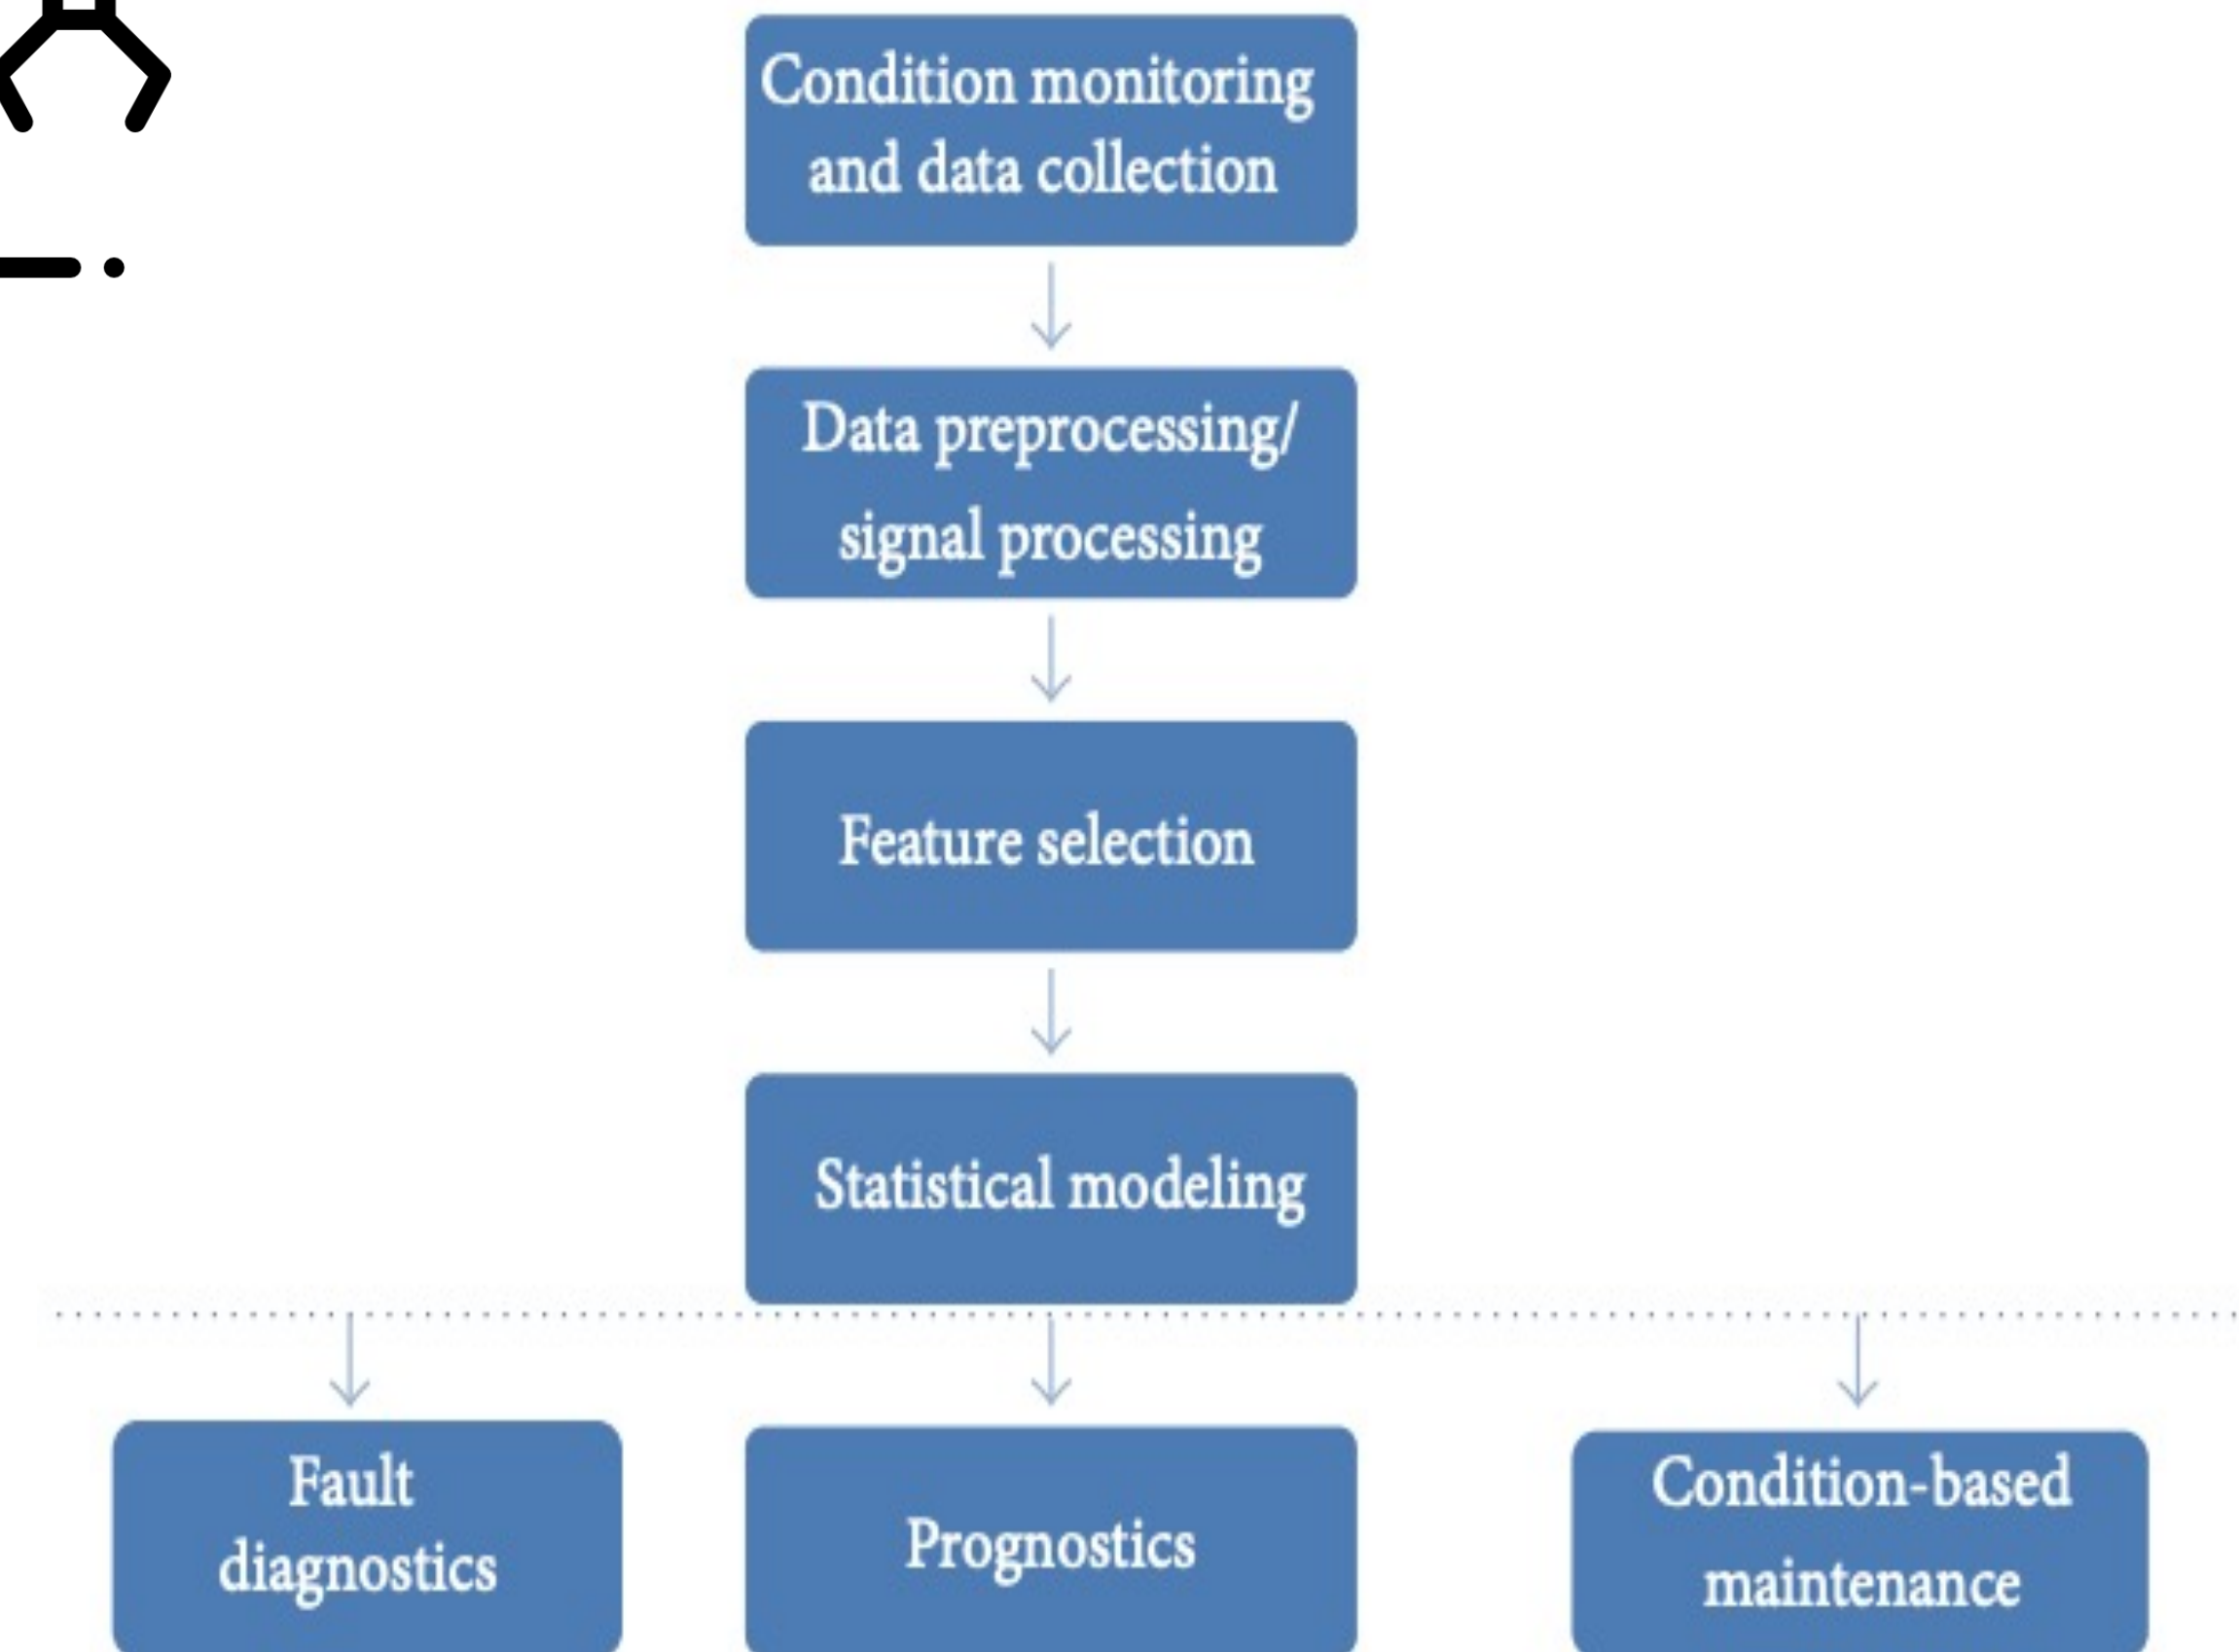 Condition monitoring
and data collection
Data preprocessing/
signal processing
Feature selection
Statistical modeling
Fault
diagnostics
Prognostics
Condition-based
maintenance